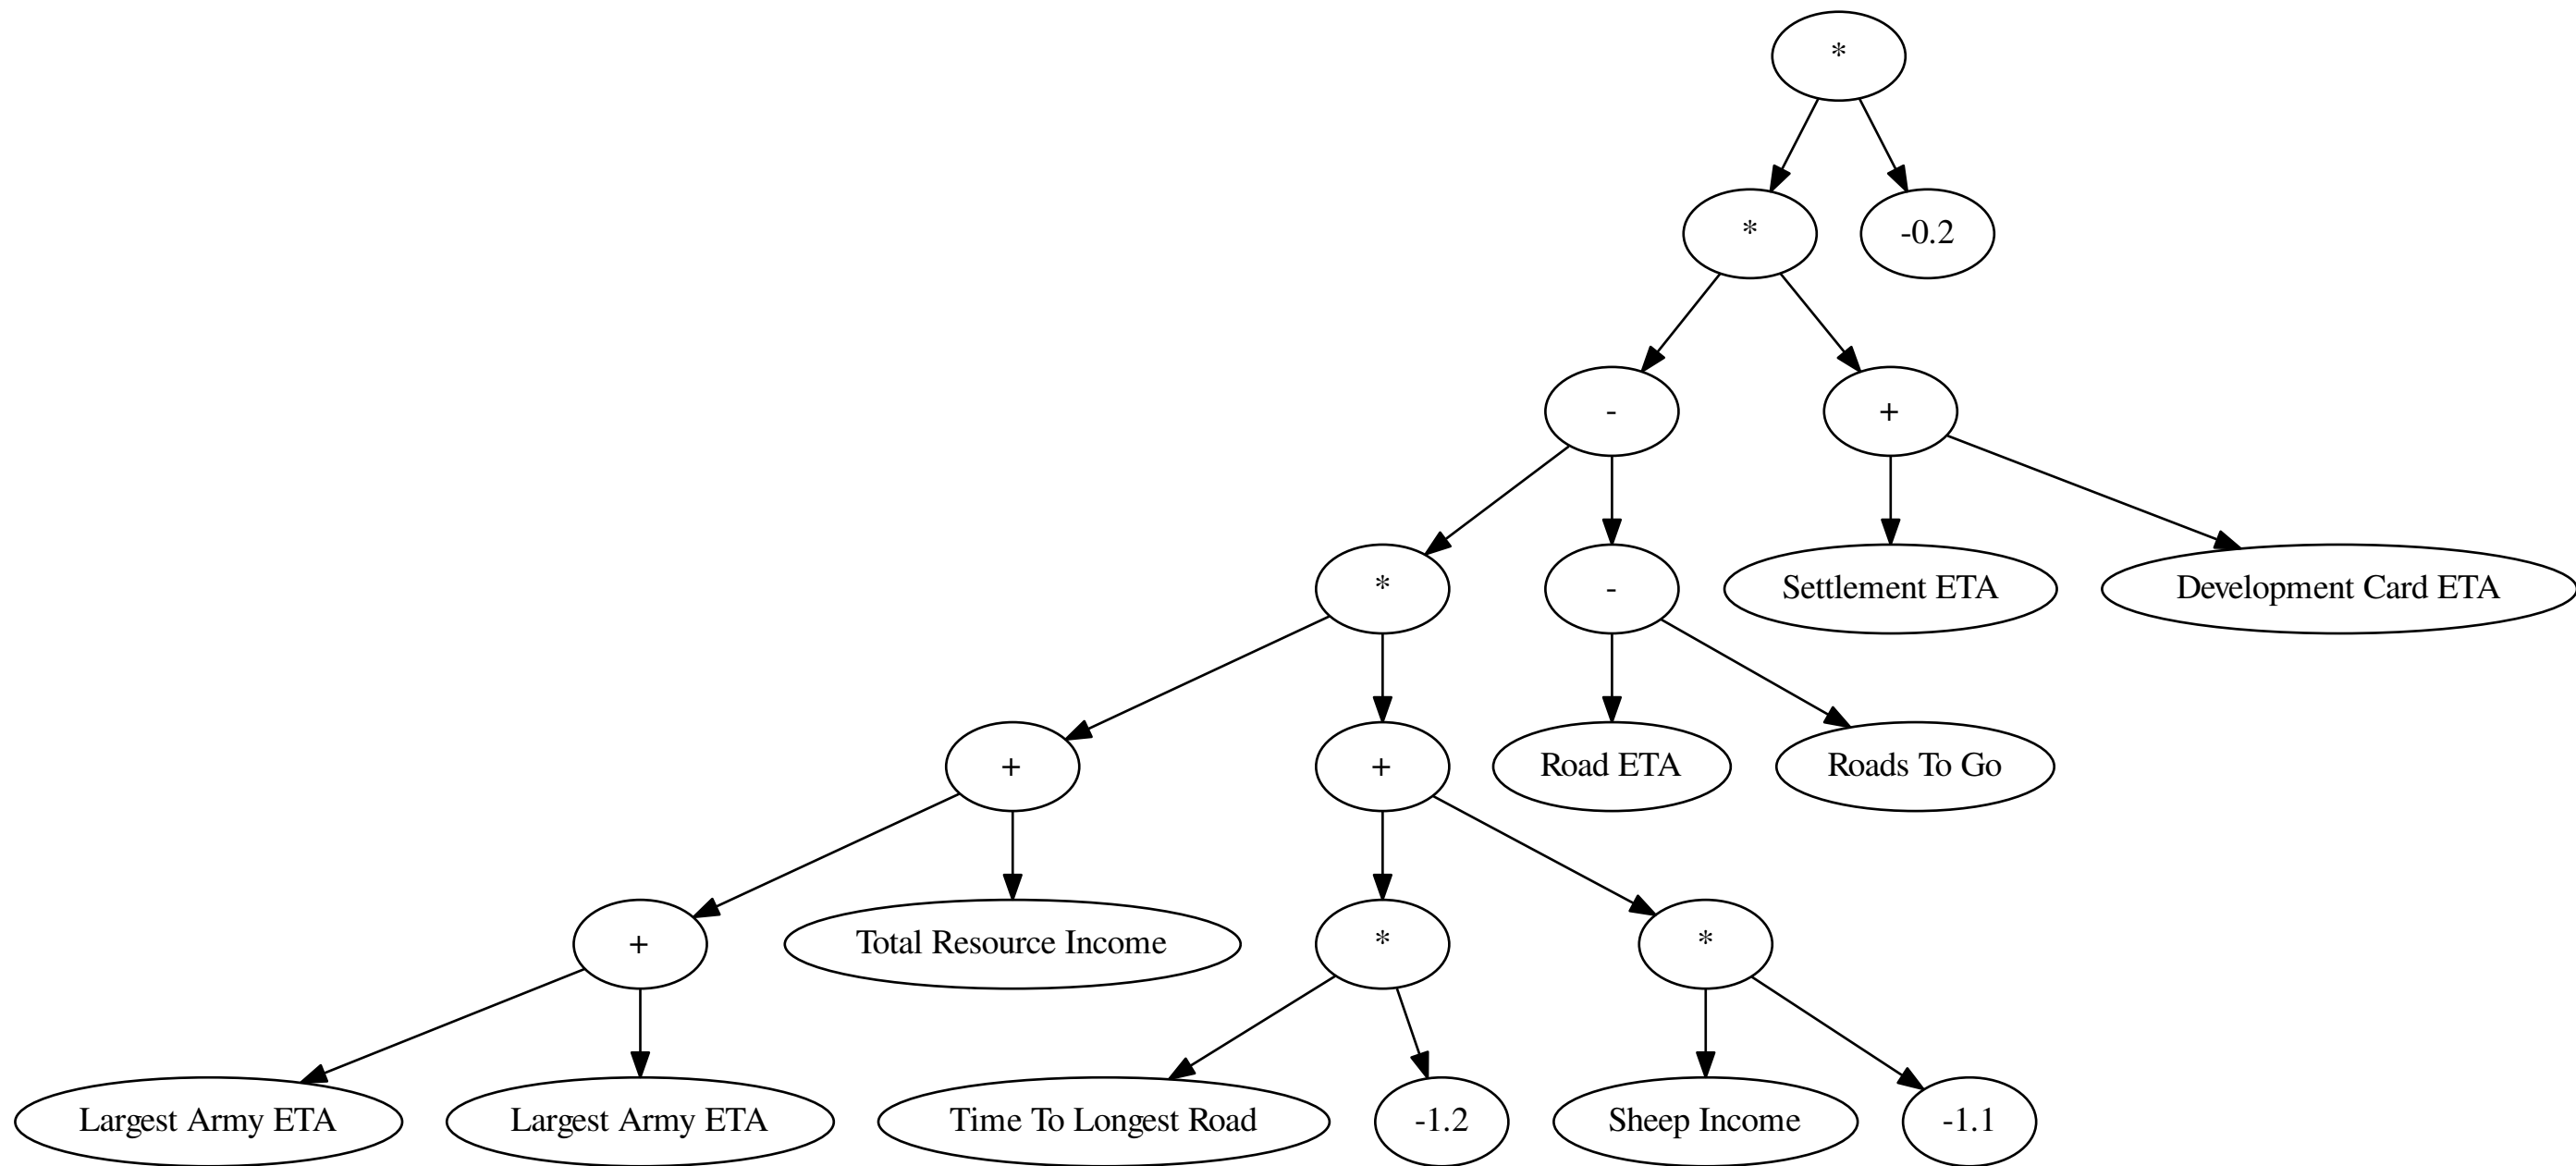 *
*
-0.2
-
+
*
-
Settlement ETA
Development Card ETA
+
+
Road ETA
Roads To Go
+
Total Resource Income
*
*
Largest Army ETA
Largest Army ETA
Time To Longest Road
-1.2
Sheep Income
-1.1